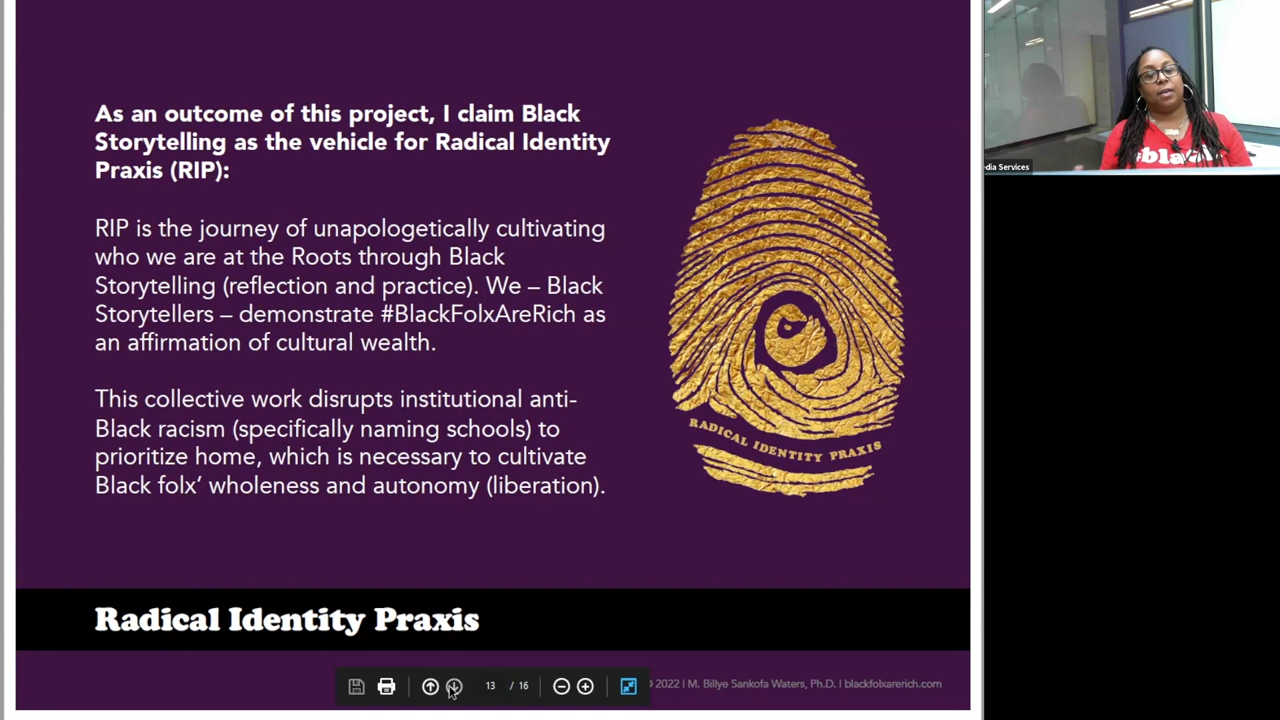 As an outcome of this project, I claim Black
Storytelling as the vehicle for Radical Identity
Praxis (RIP):
RIP is the journey of unapologetically cultivating
who we are at the Roots through Black
Storytelling (reflection and practice). We – Black
Storytellers – demonstrate #BlackFolxAreRich as
an affirmation of cultural wealth.
This collective work disrupts institutional anti-
Black racism (specifically naming schools) to
prioritize home, which is necessary to cultivate
Black folx’ wholeness and autonomy (liberation).
RADICAL IDENTITY PRAXIS
Radical Identity Praxis
13 / 16
© 2022 | M. Billye Sankofa Waters, Ph.D. | blackfolxarerich.com
edia Services